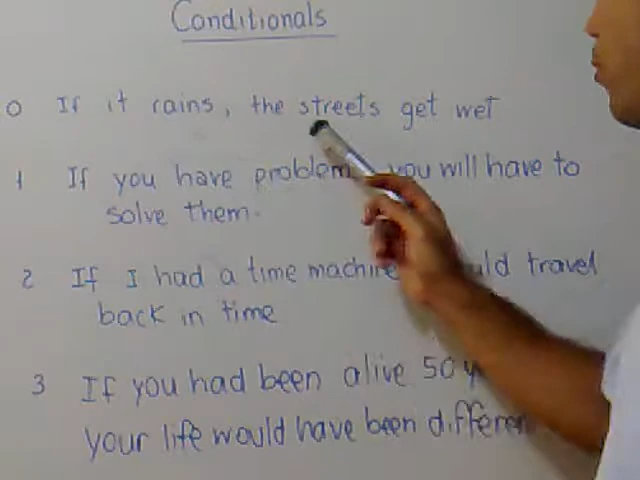 Conditionals
0 If it rains, the streets get wet
1 If you have problem you will have to
solve them.
2 If I had a time machine travel
back in time
3 If you had been alive 50
your life would have been differen